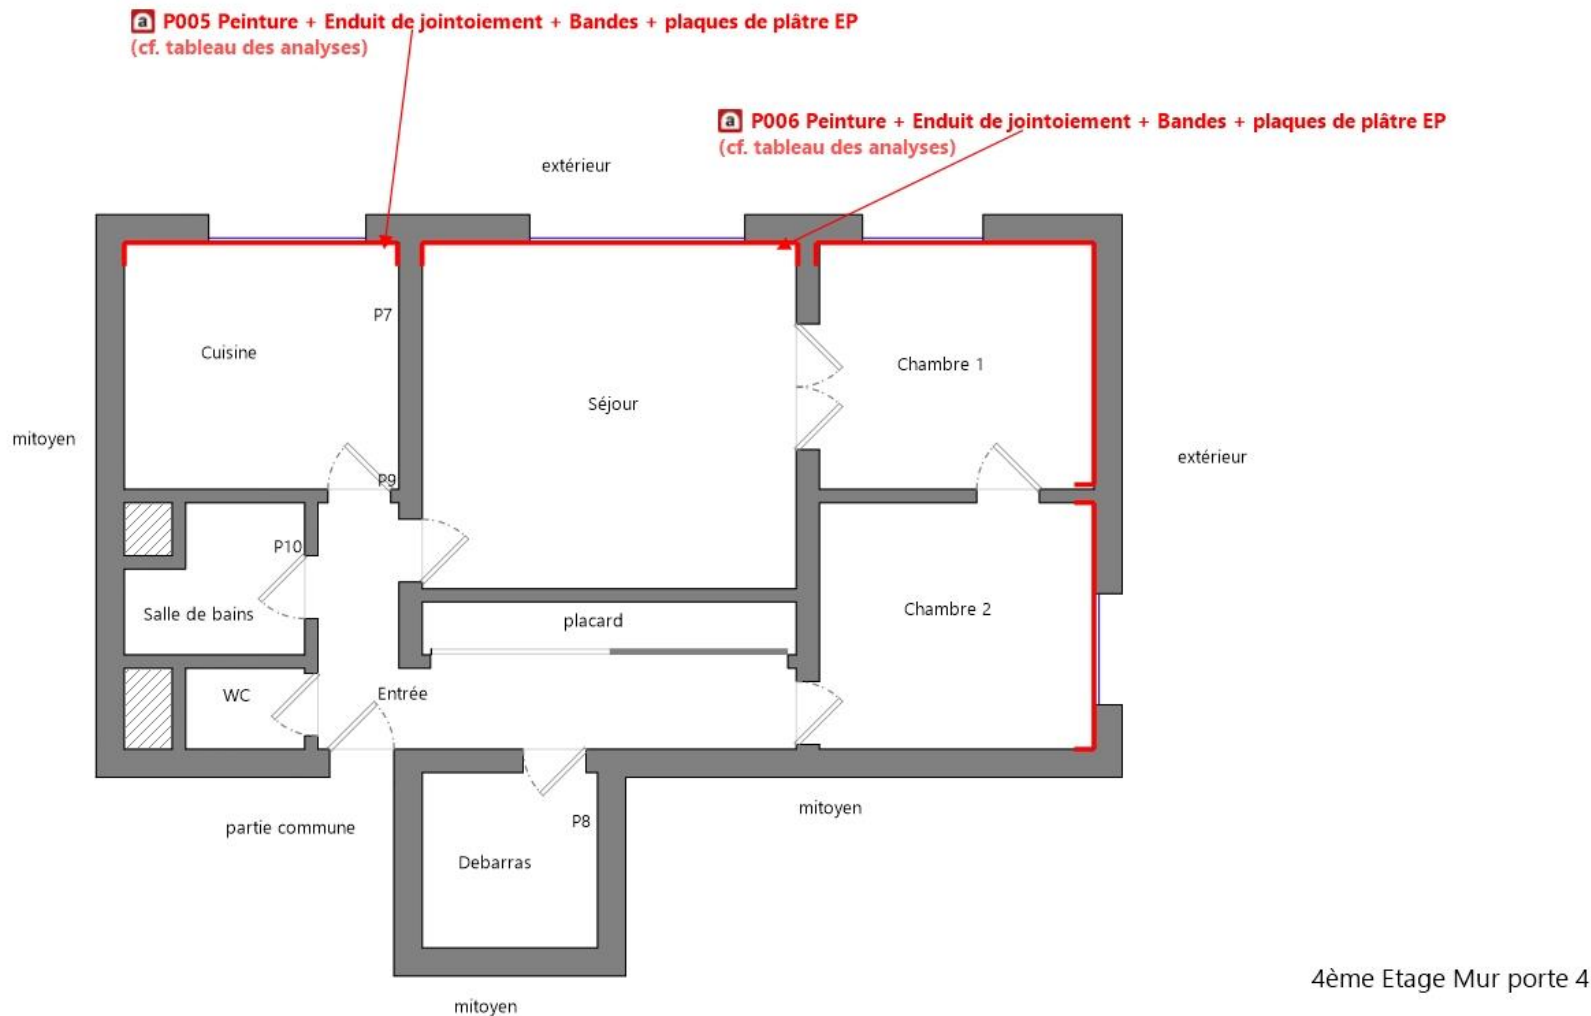 a P005 Peinture + Enduit de jointoiement + Bandes + plaques de plâtre EP
(cf. tableau des analyses)
a P006 Peinture + Enduit de jointoiement + Bandes + plaques de plâtre EP
(cf. tableau des analyses)
extérieur
P7
Cuisine
Chambre 1
Séjour
mitoyen
extérieur
P9
P10
Salle de bains
placard
Chambre 2
WC
Entrée
mitoyen
partie commune
P8
Debarras
4ème Etage Mur porte 4
mitoyen